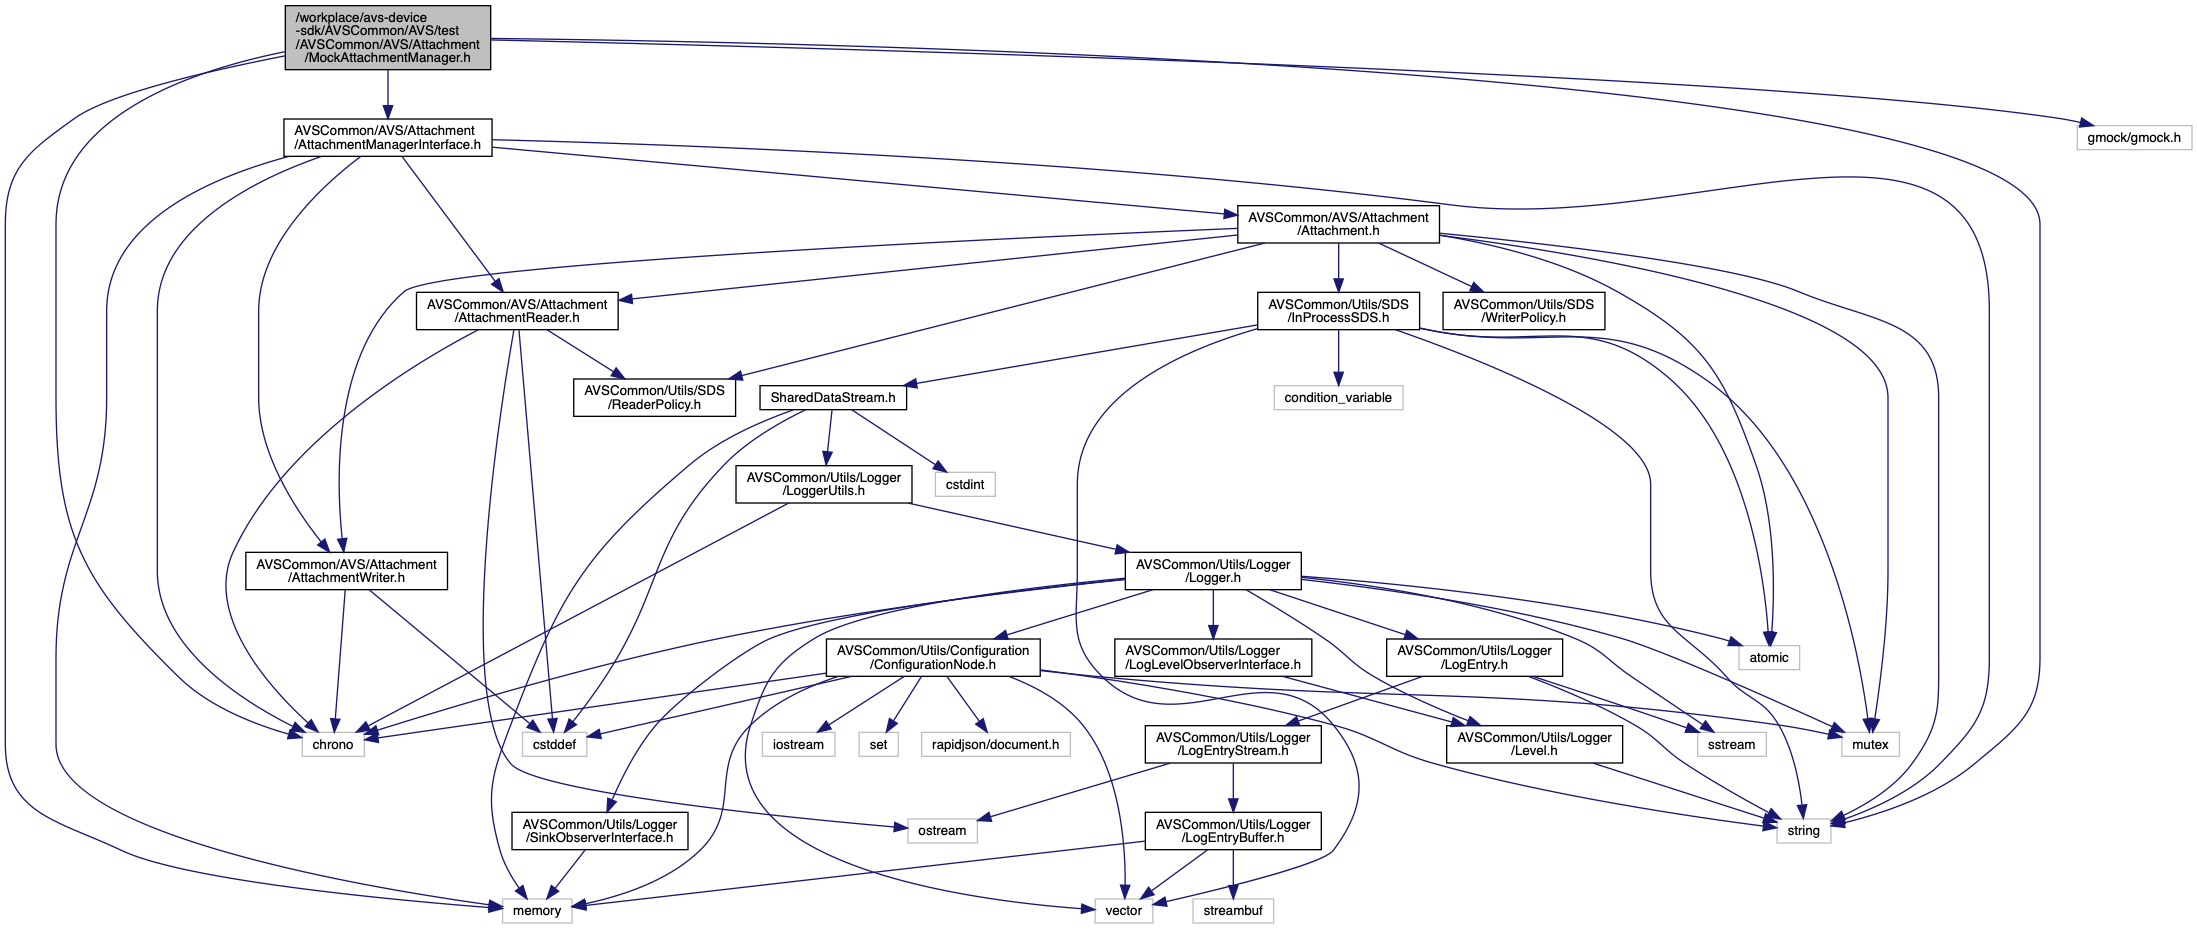 /workplace/avs-device
-sdk/AVSCommon/AVS/test
/AVSCommon/AVS/Attachment
/MockAttachmentManager.h
AVSCommon/AVS/Attachment
/AttachmentManagerInterface.h
gmock/gmock.h
AVSCommon/AVS/Attachment
/Attachment.h
AVSCommon/AVS/Attachment
/AttachmentReader.h
AVSCommon/Utils/SDS
/InProcessSDS.h
AVSCommon/Utils/SDS
/WriterPolicy.h
AVSCommon/Utils/SDS
/ReaderPolicy.h
SharedDataStream.h
condition_variable
AVSCommon/Utils/Logger
/LoggerUtils.h
cstdint
AVSCommon/AVS/Attachment
/AttachmentWriter.h
AVSCommon/Utils/Logger
/Logger.h
AVSCommon/Utils/Configuration
/ConfigurationNode.h
AVSCommon/Utils/Logger
/LogLevelObserverInterface.h
AVSCommon/Utils/Logger
/LogEntry.h
atomic
chrono
cstddef
iostream
set
rapidjson/document.h
AVSCommon/Utils/Logger
/LogEntryStream.h
AVSCommon/Utils/Logger
/Level.h
sstream
mutex
AVSCommon/Utils/Logger
/SinkObserverInterface.h
ostream
AVSCommon/Utils/Logger
/LogEntryBuffer.h
string
memory
vector
streambuf